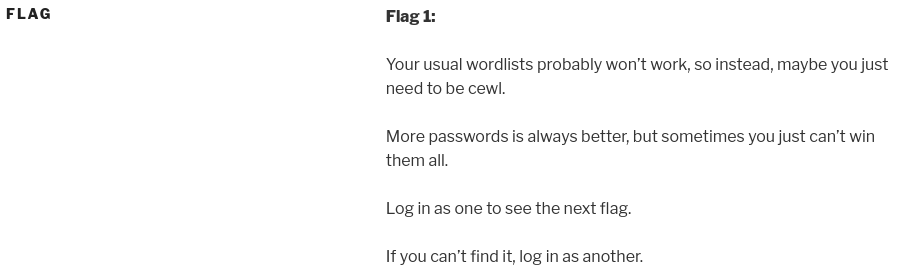 FLAG
Flag 1:
Your usual wordlists probably won’t work, so instead, maybe you just
need to be cewl.
More passwords is always better, but sometimes you just can’t win
them all.
Log in as one to see the next flag.
If you can’t find it, log in as another.